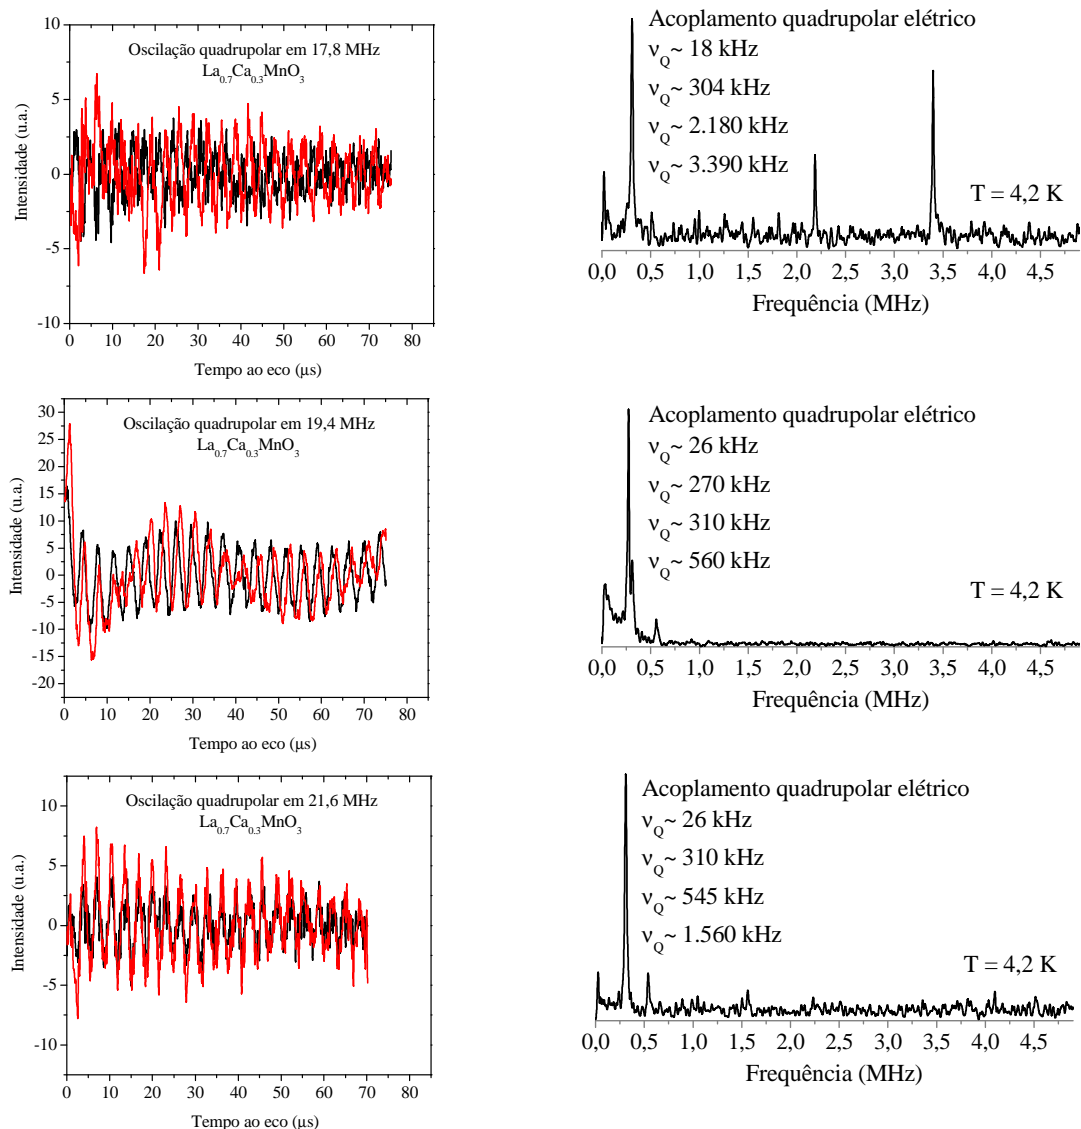 Oscilação quadrupolar em 17,8 MHz
La0.7Ca0.3MnO3
10
5
0
-5
-10
Intensidade (u.a.)
0 10 20 30 40 50 60 70 80
Tempo ao eco (μs)
Acoplamento quadrupolar elétrico
νQ~ 18 kHz
νQ~ 304 kHz
νQ~ 2.180 kHz
νQ~ 3.390 kHz
T = 4,2 K
0,0 0,5 1,0 1,5 2,0 2,5 3,0 3,5 4,0 4,5
Frequência (MHz)
Oscilação quadrupolar em 19,4 MHz
La0.7Ca0.3MnO3
30
25
20
15
10
5
0
-5
-10
-15
-20
Intensidade (u.a.)
0 10 20 30 40 50 60 70 80
Tempo ao eco (μs)
Acoplamento quadrupolar elétrico
νQ~ 26 kHz
νQ~ 270 kHz
νQ~ 310 kHz
νQ~ 560 kHz
T = 4,2 K
0,0 0,5 1,0 1,5 2,0 2,5 3,0 3,5 4,0 4,5
Frequência (MHz)
Oscilação quadrupolar em 21,6 MHz
La0.7Ca0.3MnO3
10
5
0
-5
-10
Intensidade (u.a.)
0 10 20 30 40 50 60 70 80
Tempo ao eco (μs)
Acoplamento quadrupolar elétrico
νQ~ 26 kHz
νQ~ 310 kHz
νQ~ 545 kHz
νQ~ 1.560 kHz
T = 4,2 K
0,0 0,5 1,0 1,5 2,0 2,5 3,0 3,5 4,0 4,5
Frequência (MHz)